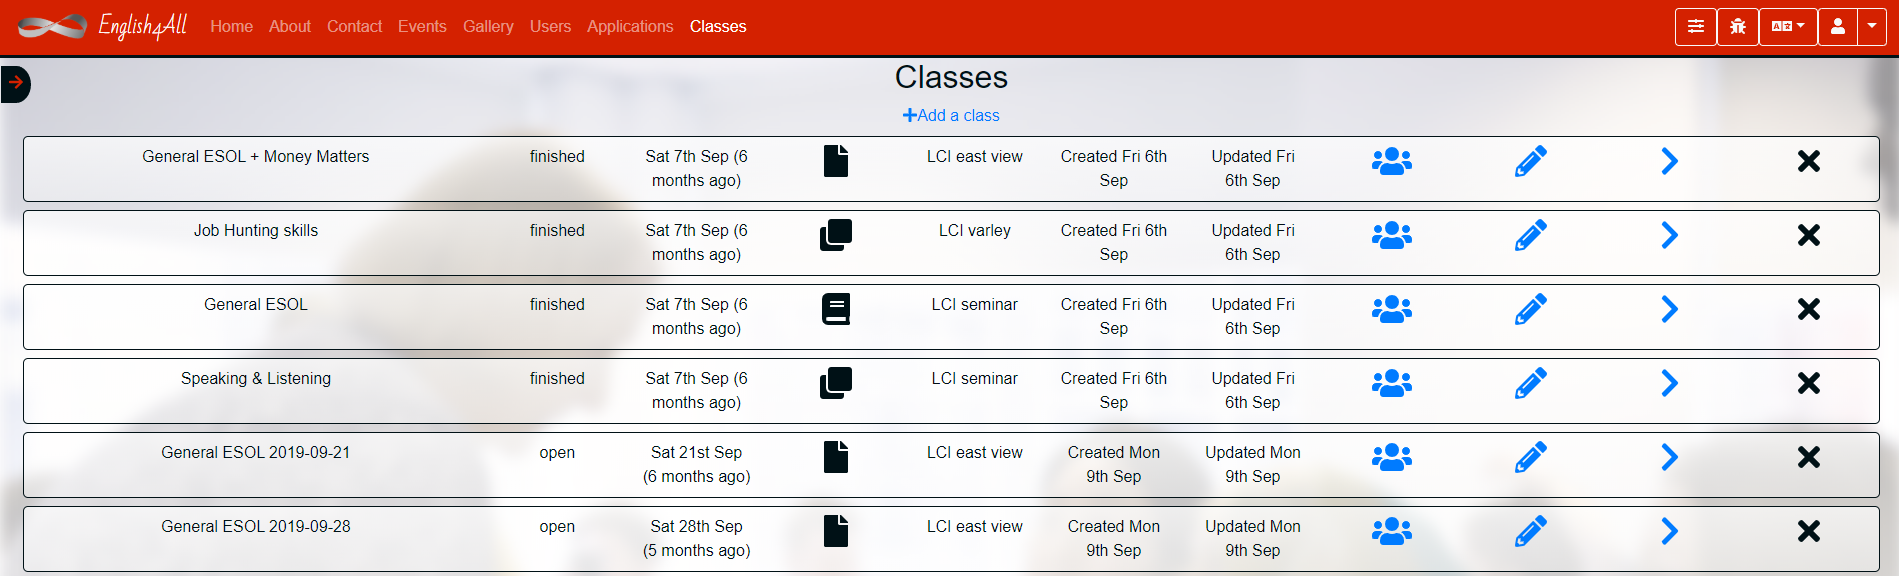 English4All Home About Contact Events Gallery Users Applications Classes
Classes
Add a class
General ESOL + Money Matters finished Sat 7th Sep (6 months ago) LCI east view Created Fri 6th Sep Updated Fri 6th Sep
Job Hunting skills finished Sat 7th Sep (6 months ago) LCI varley Created Fri 6th Sep Updated Fri 6th Sep
General ESOL finished Sat 7th Sep (6 months ago) LCI seminar Created Fri 6th Sep Updated Fri 6th Sep
Speaking & Listening finished Sat 7th Sep (6 months ago) LCI seminar Created Fri 6th Sep Updated Fri 6th Sep
General ESOL 2019-09-21 open Sat 21st Sep (6 months ago) LCI east view Created Mon 9th Sep Updated Mon 9th Sep
General ESOL 2019-09-28 open Sat 28th Sep (5 months ago) LCI east view Created Mon 9th Sep Updated Mon 9th Sep